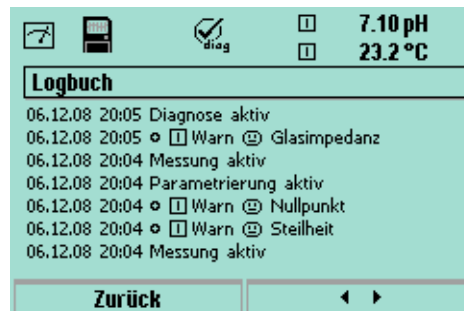 7.10 pH
diag
23.2 °C
Logbuch
06.12.08 20:05 Diagnose aktiv
06.12.08 20:05 Warn Glasimpedanz
06.12.08 20:04 Messung aktiv
06.12.08 20:04 Parametrierung aktiv
06.12.08 20:04 Warn Nullpunkt
06.12.08 20:04 Warn Steilheit
06.12.08 20:04 Messung aktiv
Zurück